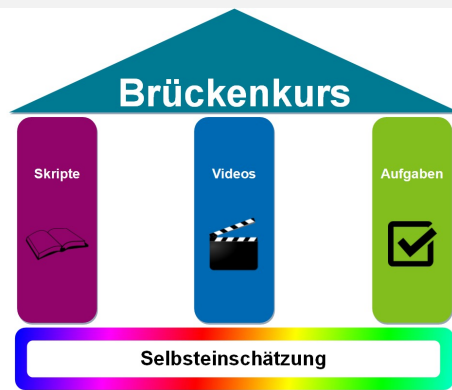 Brückenkurs
Skripte
Videos
Aufgaben
Selbsteinschätzung